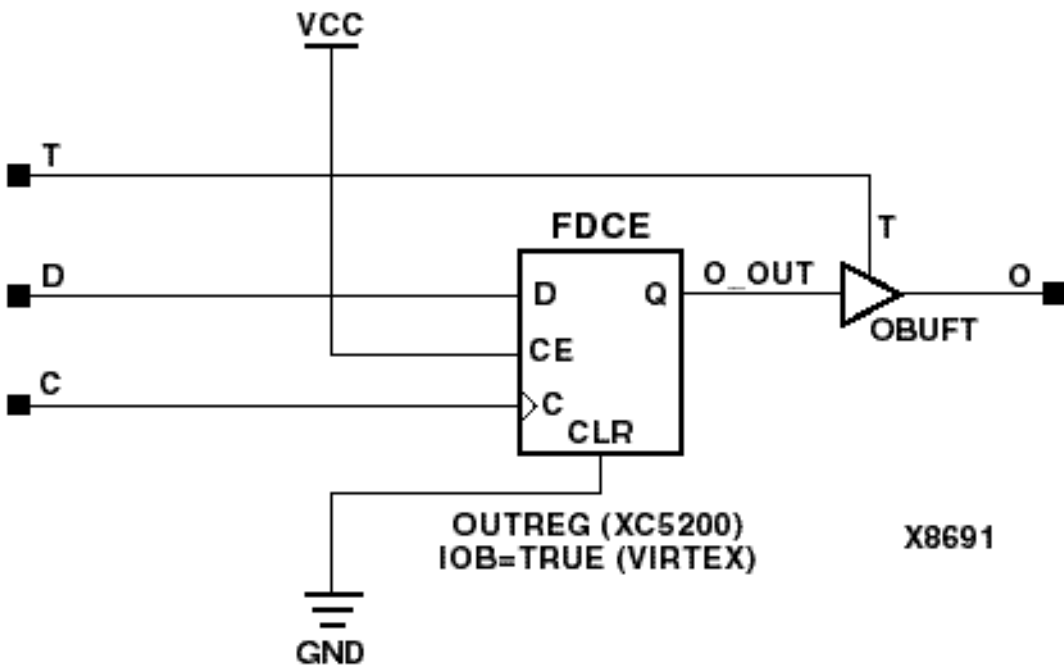 VCC
T
FDCE
T
D
D
Q
O_OUT
O
OBUFT
CE
C
C
CLR
OUTREG (XC5200)
IOB=TRUE (VIRTEX)
X8691
GND